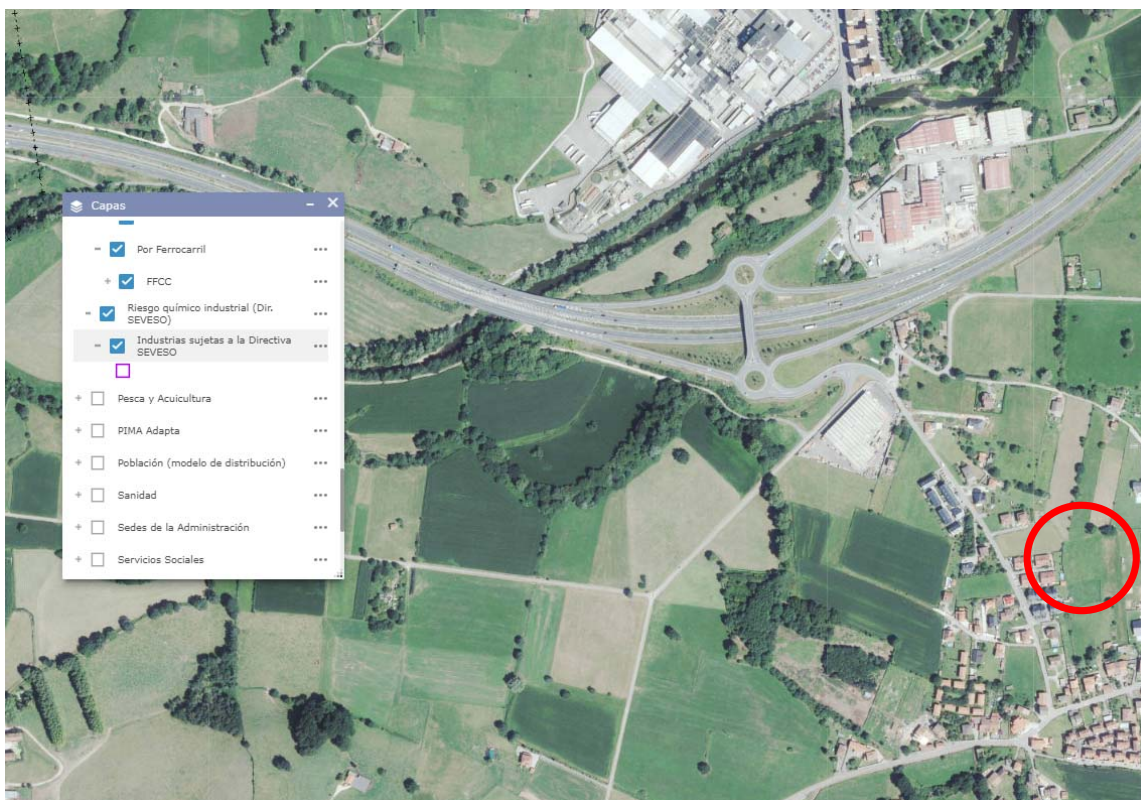 Capas
Por Ferrocarril
FFCC
Riesgo químico industrial (Dir.
SEVESO)
Industrias sujetas a la Directiva
SEVESO
Pesca y Acuicultura
PIMA Adapta
Población (modelo de distribución)
Sanidad
Sedes de la Administración
Servicios Sociales